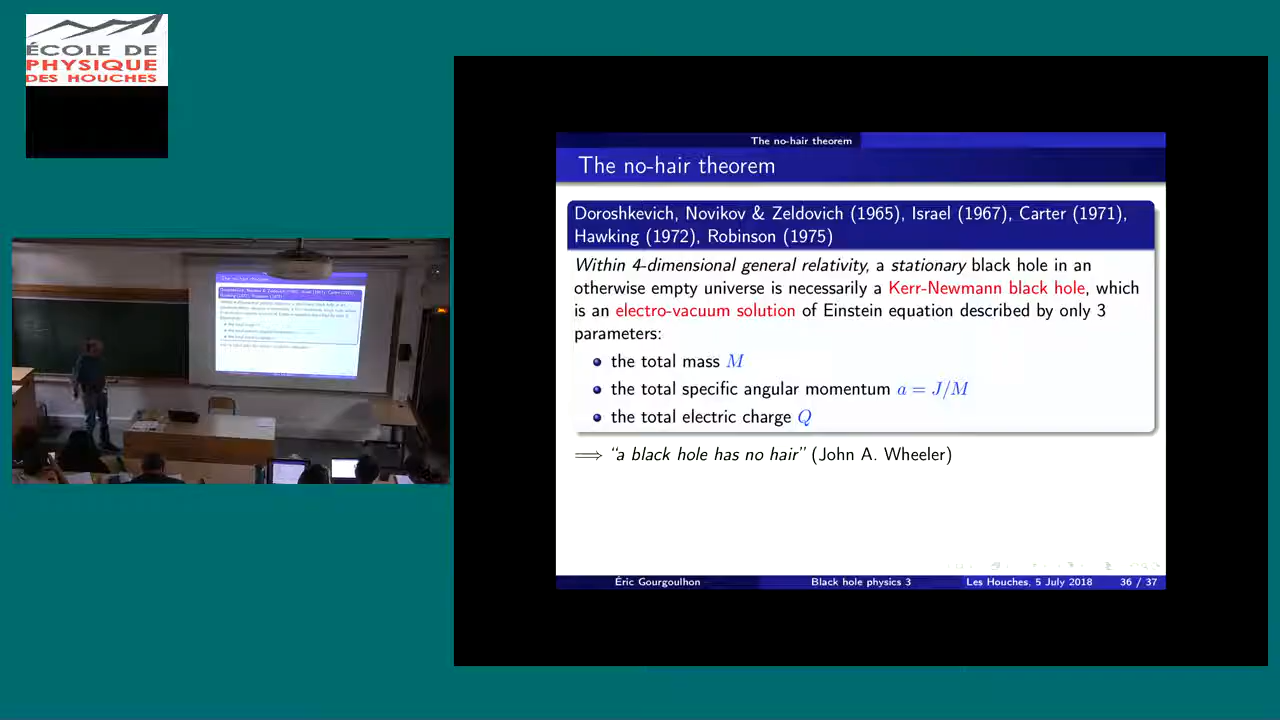 ÉCOLE DE
PHYSIQUE
DES HOUCHES
The no-hair theorem
The no-hair theorem
Doroshkevich, Novikov & Zeldovich (1965), Israel (1967), Carter (1971),
Hawking (1972), Robinson (1975)
Within 4-dimensional general relativity, a stationary black hole in an
otherwise empty universe is necessarily a Kerr-Newmann black hole, which
is an electro-vacuum solution of Einstein equation described by only 3
parameters:
the total mass M
the total specific angular momentum a = J/M
the total electric charge Q
⟹ "a black hole has no hair" (John A. Wheeler)
Éric Gourgoulhon
Black hole physics 3
Les Houches, 5 July 2018
36 / 37